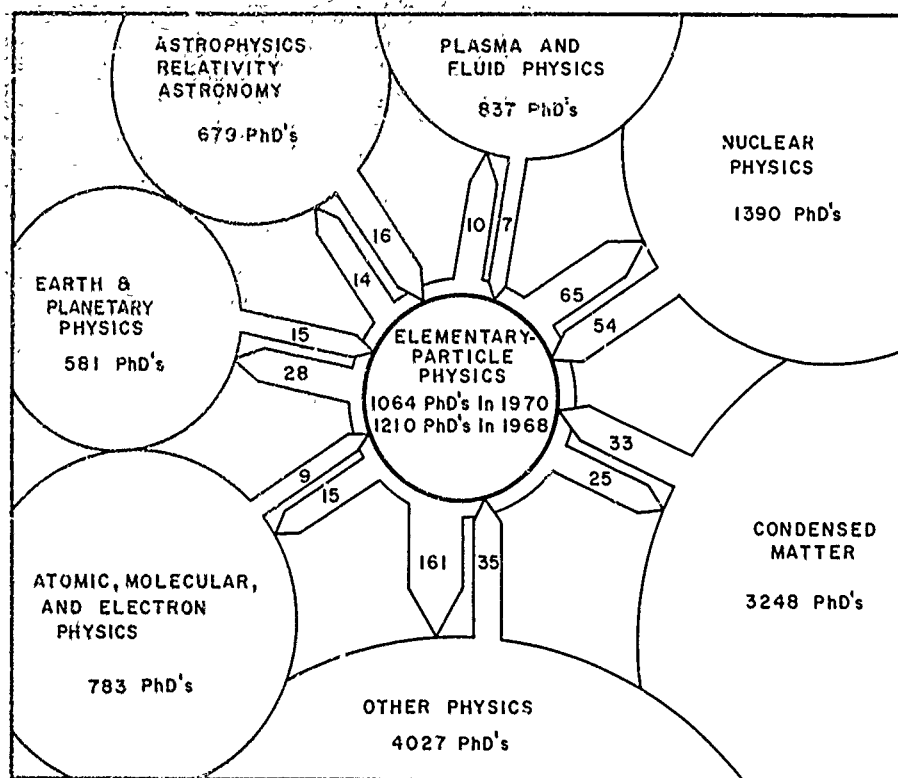 ASTROPHYSICS
RELATIVITY
ASTRONOMY
679 PhD's
PLASMA AND
FLUID PHYSICS
837 PhD's
NUCLEAR
PHYSICS
1390 PhD's
16
14
10
7
65
54
EARTH &
PLANETARY
PHYSICS
581 PhD's
15
28
ELEMENTARY-
PARTICLE
PHYSICS
1064 PhD's In 1970
1210 PhD's In 1968
33
25
9
15
161
35
CONDENSED
MATTER
3248 PhD's
ATOMIC, MOLECULAR,
AND ELECTRON
PHYSICS
783 PhD's
OTHER PHYSICS
4027 PhD's